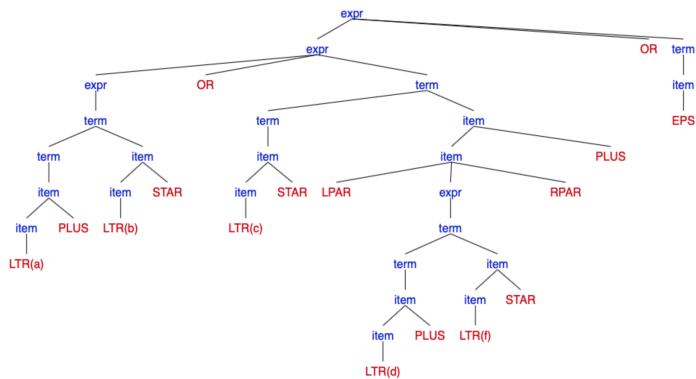 expr
expr OR term
expr OR term item
term term item EPS
term item item item PLUS
item item STAR item STAR LPAR expr RPAR
item PLUS LTR(b) LTR(c) term
LTR(a) term item
item item STAR
item PLUS LTR(f)
LTR(d)